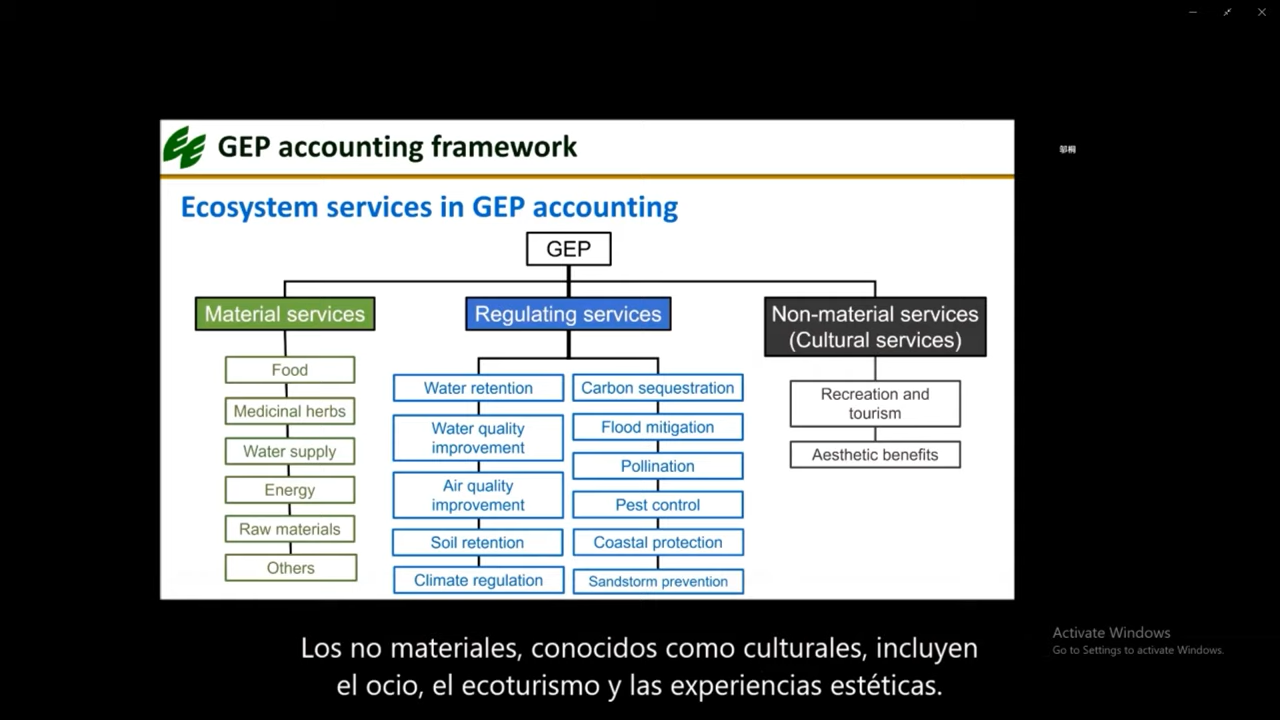 GEP accounting framework
Ecosystem services in GEP accounting
GEP
Material services
Food
Medicinal herbs
Water supply
Energy
Raw materials
Others
Regulating services
Water retention
Water quality
improvement
Air quality
improvement
Soil retention
Climate regulation
Carbon sequestration
Flood mitigation
Pollination
Pest control
Coastal protection
Sandstorm prevention
Non-material services
(Cultural services)
Recreation and
tourism
Aesthetic benefits
邬桐
Activate Windows
Go to Settings to activate Windows.
Los no materiales, conocidos como culturales, incluyen
el ocio, el ecoturismo y las experiencias estéticas.